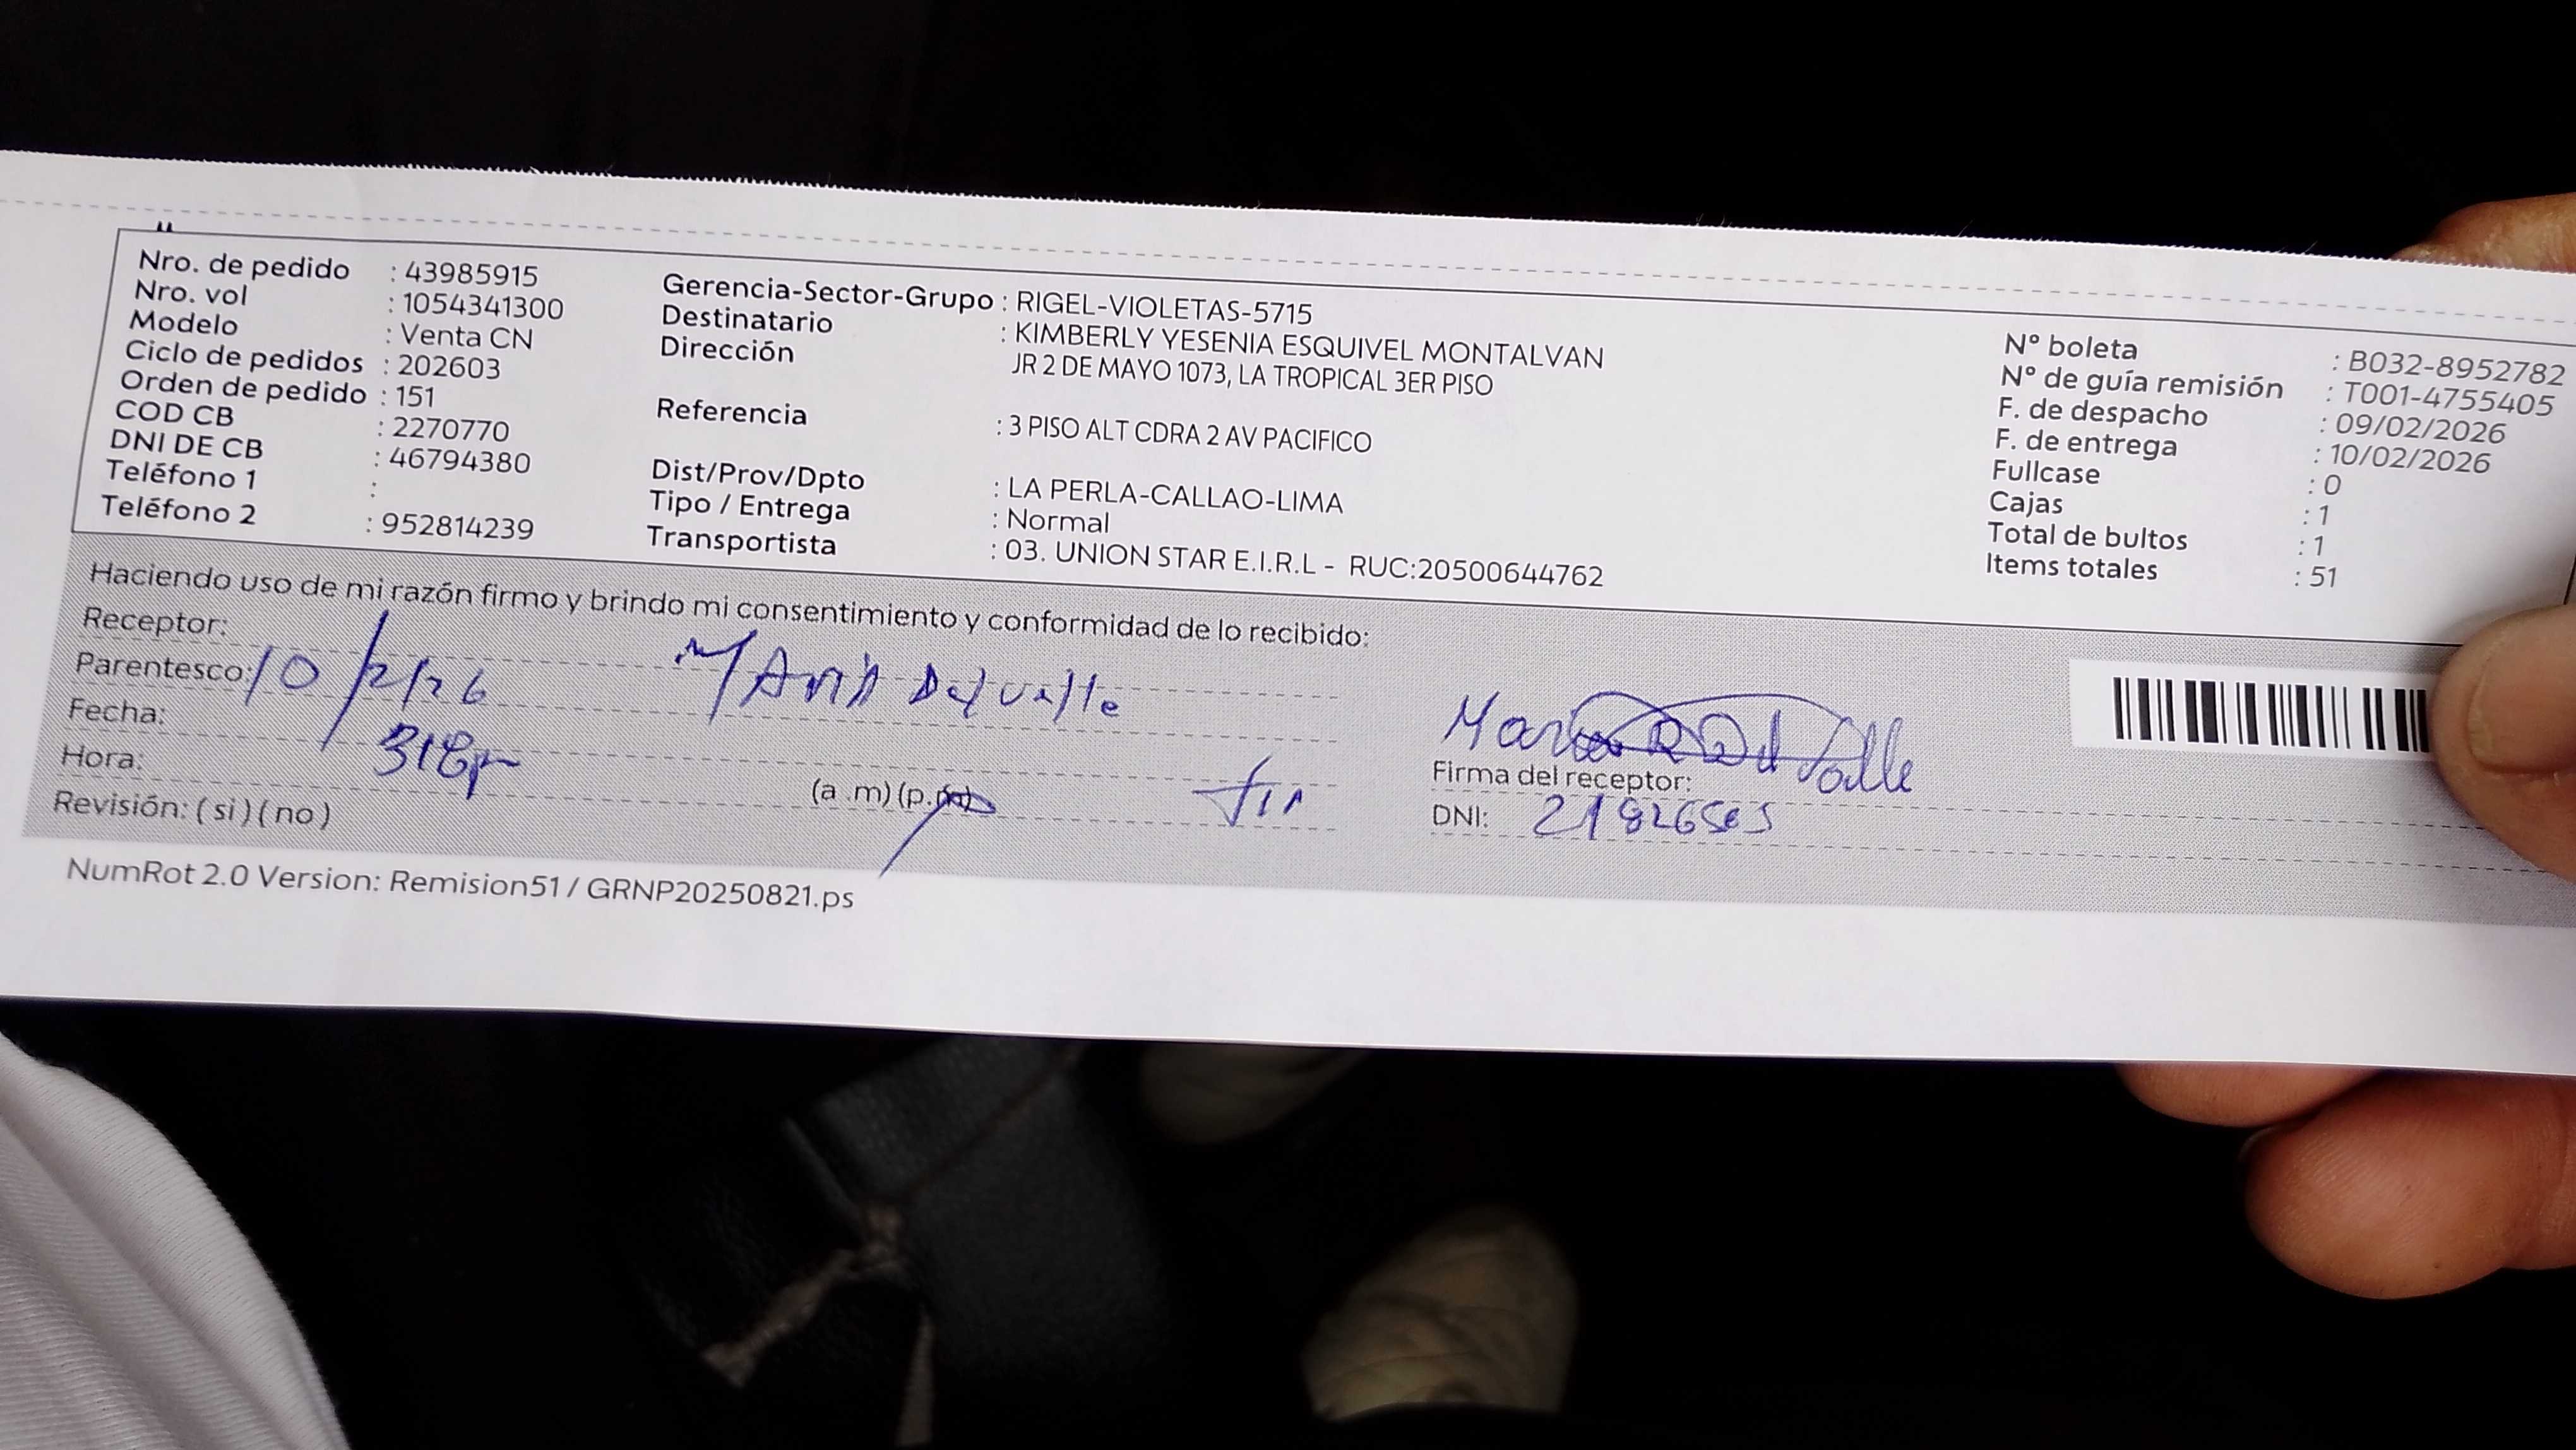 Nro. de pedido : 43985915
Nro. vol : 1054341300
Modelo : Venta CN
Ciclo de pedidos : 202603
Orden de pedido : 151
COD CB : 2270770
DNI DE CB : 46794380
Teléfono 1 :
Teléfono 2 : 952814239
Gerencia-Sector-Grupo : RIGEL-VIOLETAS-5715
Destinatario : KIMBERLY YESENIA ESQUIVEL MONTALVAN
Dirección JR 2 DE MAYO 1073, LA TROPICAL 3ER PISO
Referencia : 3 PISO ALT CDRA 2 AV PACIFICO
Dist/Prov/Dpto : LA PERLA-CALLAO-LIMA
Tipo / Entrega : Normal
Transportista : 03. UNION STAR E.I.R.L - RUC:20500644762
N° boleta : B032-8952782
N° de guía remisión : T001-4755405
F. de despacho : 09/02/2026
F. de entrega : 10/02/2026
Fullcase : 0
Cajas : 1
Total de bultos : 1
Items totales : 51
Haciendo uso de mi razón firmo y brindo mi consentimiento y conformidad de lo recibido:
Receptor:
Parentesco: 10/2/26 MARIA Del Valle
Fecha:
Hora: 318p (a .m) (p.m)
Revisión: ( si ) ( no )
Maria Del Valle
Firma del receptor:
DNI:
NumRot 2.0 Version: Remision51 / GRNP20250821.ps